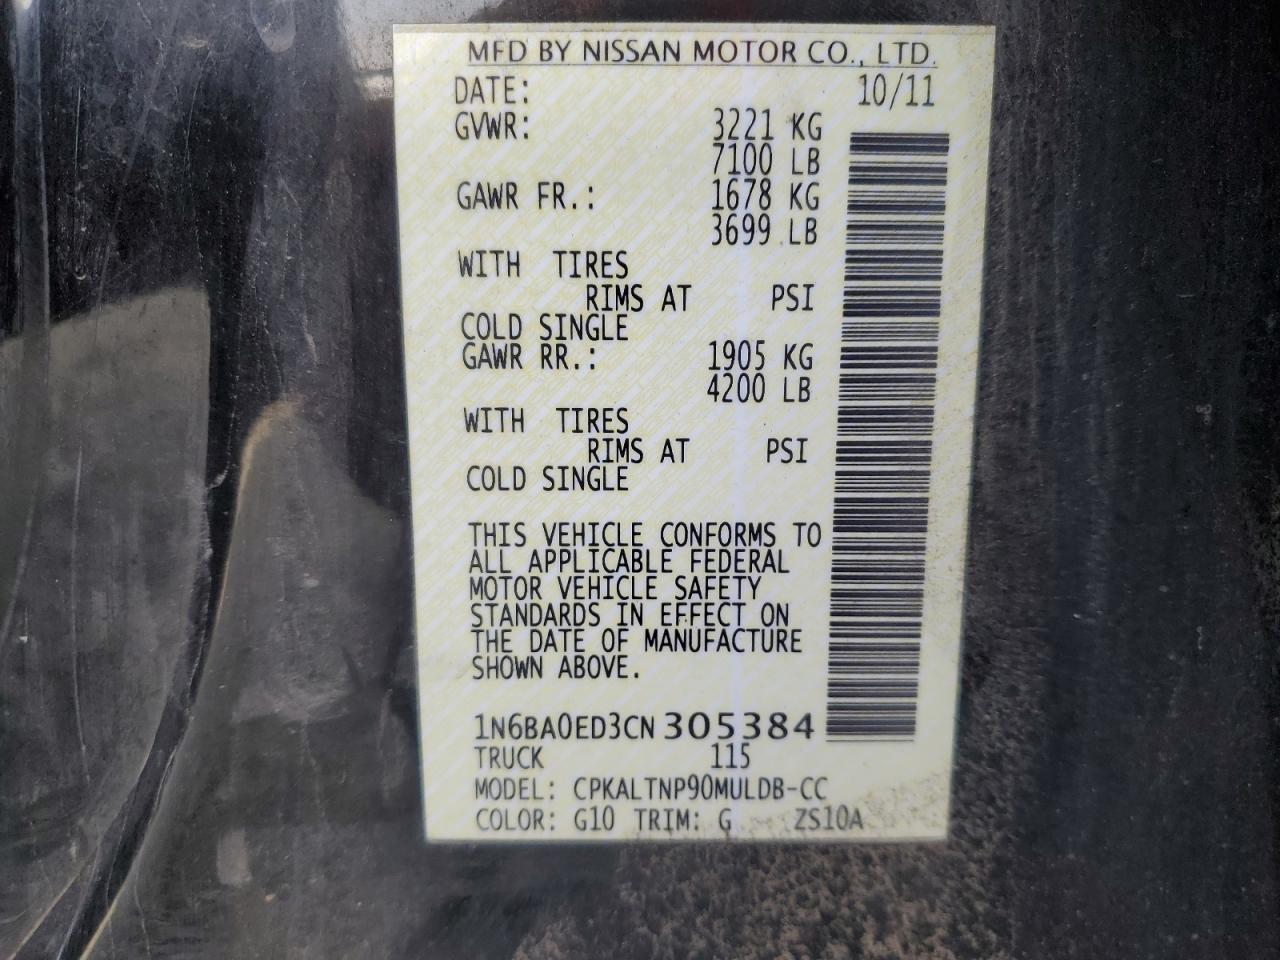 MFD BY NISSAN MOTOR CO., LTD.
DATE: 10/11
GVWR: 3221 KG
7100 LB
GAWR FR.: 1678 KG
3699 LB
WITH TIRES
RIMS AT PSI
COLD SINGLE
GAWR RR.: 1905 KG
4200 LB
WITH TIRES
RIMS AT PSI
COLD SINGLE
THIS VEHICLE CONFORMS TO
ALL APPLICABLE FEDERAL
MOTOR VEHICLE SAFETY
STANDARDS IN EFFECT ON
THE DATE OF MANUFACTURE
SHOWN ABOVE.
1N6BA0ED3CN305384
TRUCK 115
MODEL: CPKALTNP90MULDB-CC
COLOR: G10 TRIM: G ZS10A